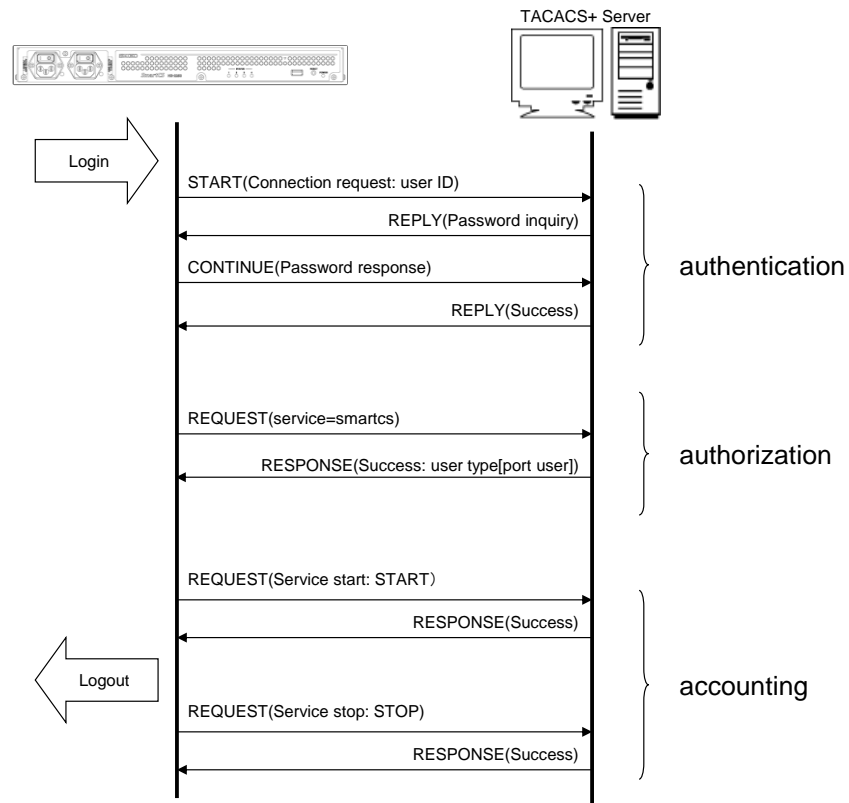 TACACS+ Server
SmartCS
Login
START(Connection request: user ID)
REPLY(Password inquiry)
CONTINUE(Password response)
REPLY(Success)
authentication
REQUEST(service=smartcs)
RESPONSE(Success: user type[port user])
authorization
REQUEST(Service start: START）
RESPONSE(Success)
Logout
accounting
REQUEST(Service stop: STOP)
RESPONSE(Success)